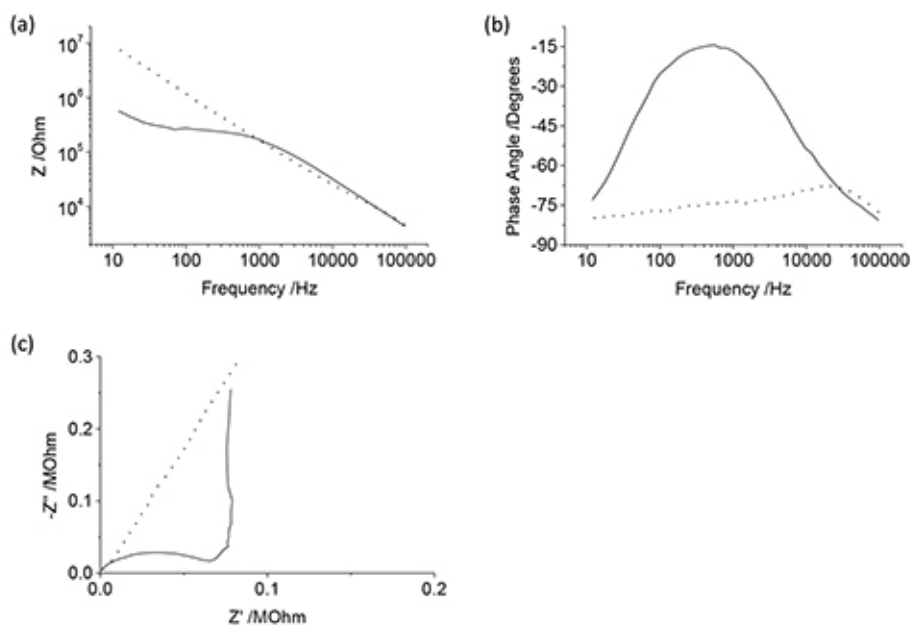 (a)
10⁷
10⁶
10⁵
10⁴
Z /Ohm
10 100 1000 10000 100000
Frequency /Hz
(b)
-15
-30
-45
-60
-75
-90
Phase Angle /Degrees
10 100 1000 10000 100000
Frequency /Hz
(c)
0.3
0.2
0.1
0.0
-Z'' /MOhm
0.0 0.1 0.2
Z' /MOhm